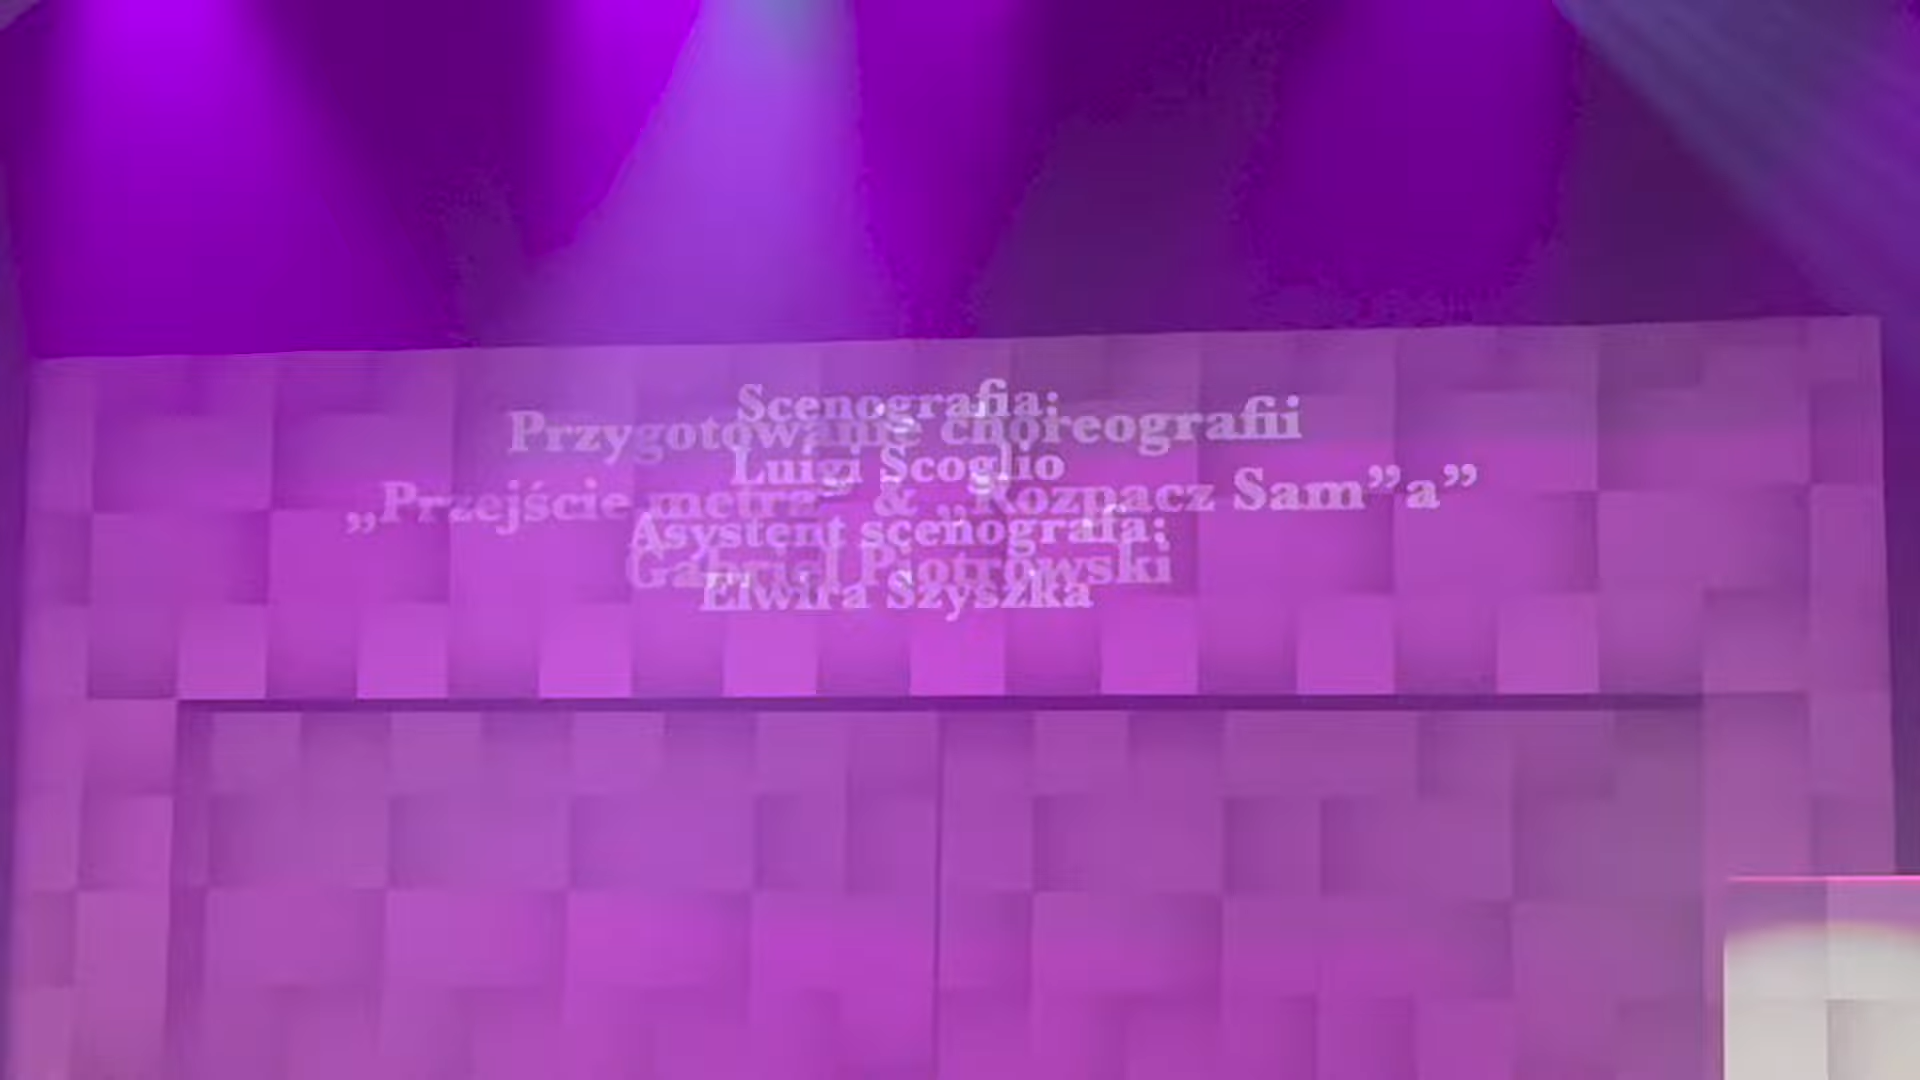 Scenografia:
Przygotowanie choreografii
Luigi Scoglio
„Przejście metra” & „Rozpacz Sam”a”
Asystent scenografa:
Gabriel Piotrowski
Elwira Szyszka